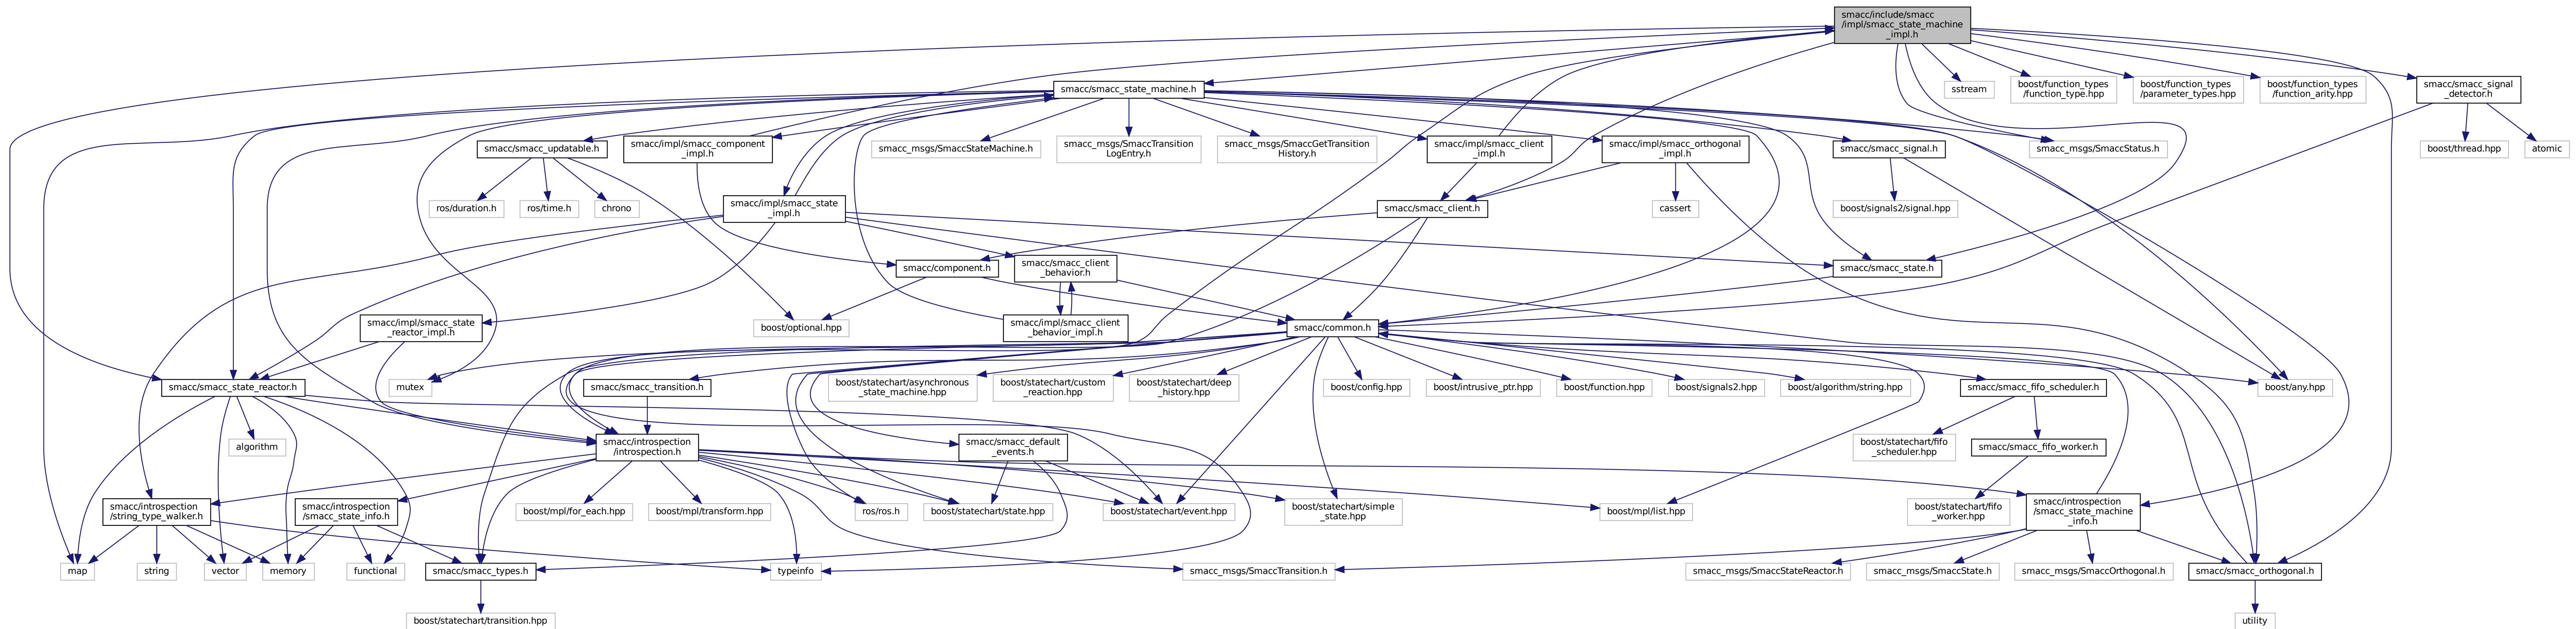 smacc/include/smacc
/impl/smacc_state_machine
_impl.h
smacc/smacc_state_machine.h
sstream
boost/function_types
/function_type.hpp
boost/function_types
/parameter_types.hpp
boost/function_types
/function_arity.hpp
smacc/smacc_signal
_detector.h
smacc/smacc_updatable.h
smacc/impl/smacc_component
_impl.h
smacc_msgs/SmaccStateMachine.h
smacc_msgs/SmaccTransition
LogEntry.h
smacc_msgs/SmaccGetTransition
History.h
smacc/impl/smacc_client
_impl.h
smacc/impl/smacc_orthogonal
_impl.h
smacc/smacc_signal.h
smacc_msgs/SmaccStatus.h
boost/thread.hpp
atomic
ros/duration.h
ros/time.h
chrono
smacc/impl/smacc_state
_impl.h
smacc/smacc_client.h
cassert
boost/signals2/signal.hpp
smacc/component.h
smacc/smacc_client
_behavior.h
smacc/smacc_state.h
smacc/impl/smacc_state
_reactor_impl.h
boost/optional.hpp
smacc/impl/smacc_client
_behavior_impl.h
smacc/common.h
smacc/smacc_state_reactor.h
mutex
smacc/smacc_transition.h
boost/statechart/asynchronous
_state_machine.hpp
boost/statechart/custom
_reaction.hpp
boost/statechart/deep
_history.hpp
boost/config.hpp
boost/intrusive_ptr.hpp
boost/function.hpp
boost/signals2.hpp
boost/algorithm/string.hpp
smacc/smacc_fifo_scheduler.h
boost/any.hpp
algorithm
smacc/introspection
/introspection.h
smacc/smacc_default
_events.h
boost/statechart/fifo
_scheduler.hpp
smacc/smacc_fifo_worker.h
smacc/introspection
/string_type_walker.h
smacc/introspection
/smacc_state_info.h
boost/mpl/for_each.hpp
boost/mpl/transform.hpp
ros/ros.h
boost/statechart/state.hpp
boost/statechart/event.hpp
boost/statechart/simple
_state.hpp
boost/mpl/list.hpp
boost/statechart/fifo
_worker.hpp
smacc/introspection
/smacc_state_machine
_info.h
map
string
vector
memory
functional
smacc/smacc_types.h
typeinfo
smacc_msgs/SmaccTransition.h
smacc_msgs/SmaccStateReactor.h
smacc_msgs/SmaccState.h
smacc_msgs/SmaccOrthogonal.h
smacc/smacc_orthogonal.h
boost/statechart/transition.hpp
utility